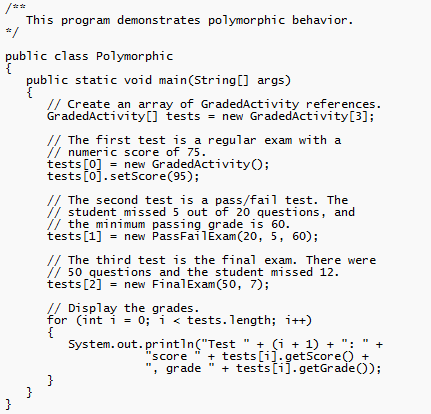 /**
This program demonstrates polymorphic behavior.
*/
public class Polymorphic
{
public static void main(String[] args)
{
// Create an array of GradedActivity references.
GradedActivity[] tests = new GradedActivity[3];
// The first test is a regular exam with a
// numeric score of 75.
tests[0] = new GradedActivity();
tests[0].setScore(95);
// The second test is a pass/fail test. The
// student missed 5 out of 20 questions, and
// the minimum passing grade is 60.
tests[1] = new PassFailExam(20, 5, 60);
// The third test is the final exam. There were
// 50 questions and the student missed 12.
tests[2] = new FinalExam(50, 7);
// Display the grades.
for (int i = 0; i < tests.length; i++)
{
System.out.println("Test " + (i + 1) + ": " +
"score " + tests[i].getScore() +
", grade " + tests[i].getGrade());
}
}
}